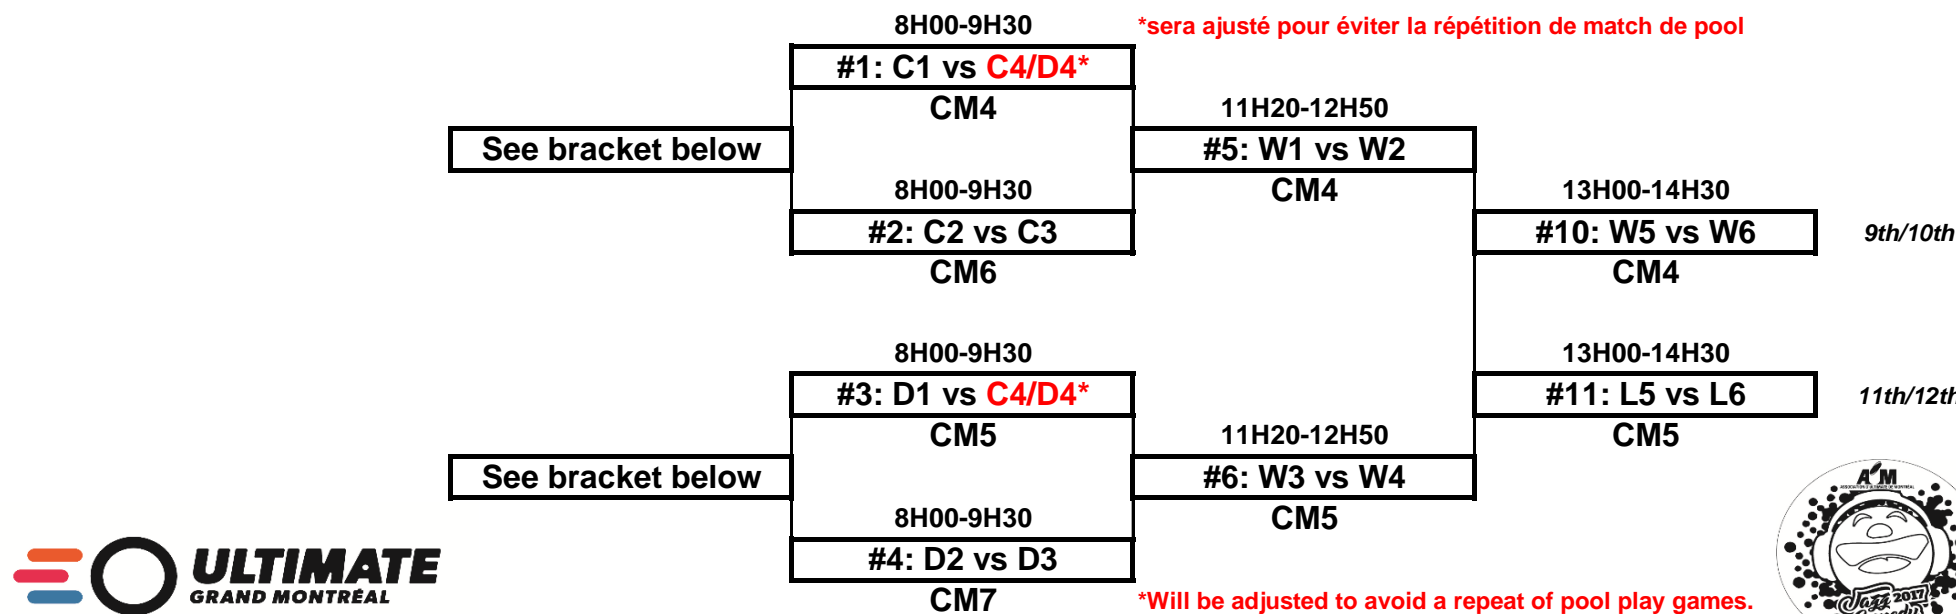 8H00-9H30
*sera ajusté pour éviter la répétition de match de pool
#1: C1 vs C4/D4*
CM4
11H20-12H50
See bracket below
#5: W1 vs W2
8H00-9H30
CM4
13H00-14H30
#2: C2 vs C3
#10: W5 vs W6
9th/10th
CM6
CM4
8H00-9H30
13H00-14H30
#3: D1 vs C4/D4*
#11: L5 vs L6
11th/12th
CM5
11H20-12H50
CM5
See bracket below
#6: W3 vs W4
8H00-9H30
CM5
#4: D2 vs D3
CM7
*Will be adjusted to avoid a repeat of pool play games.
ULTIMATE
GRAND MONTRÉAL
Jazz 2017